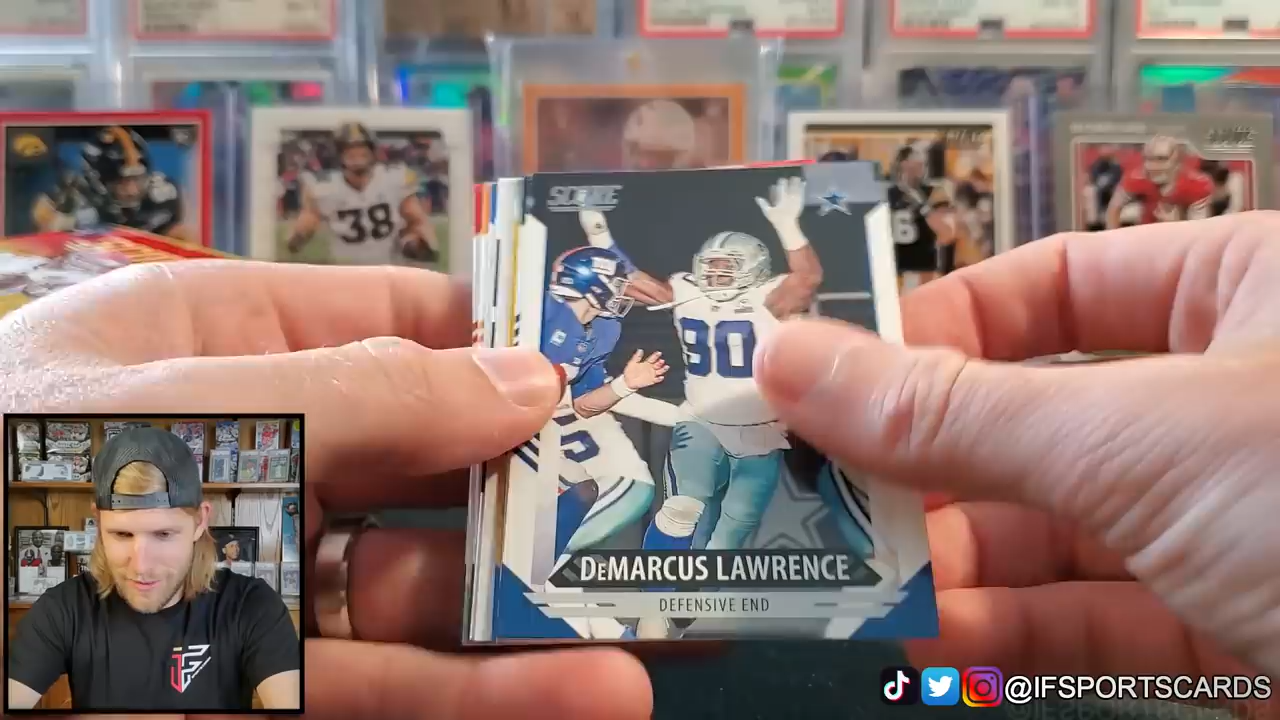 SCORE
90
DeMARCUS LAWRENCE
DEFENSIVE END
38
@IFSPORTSCARDS